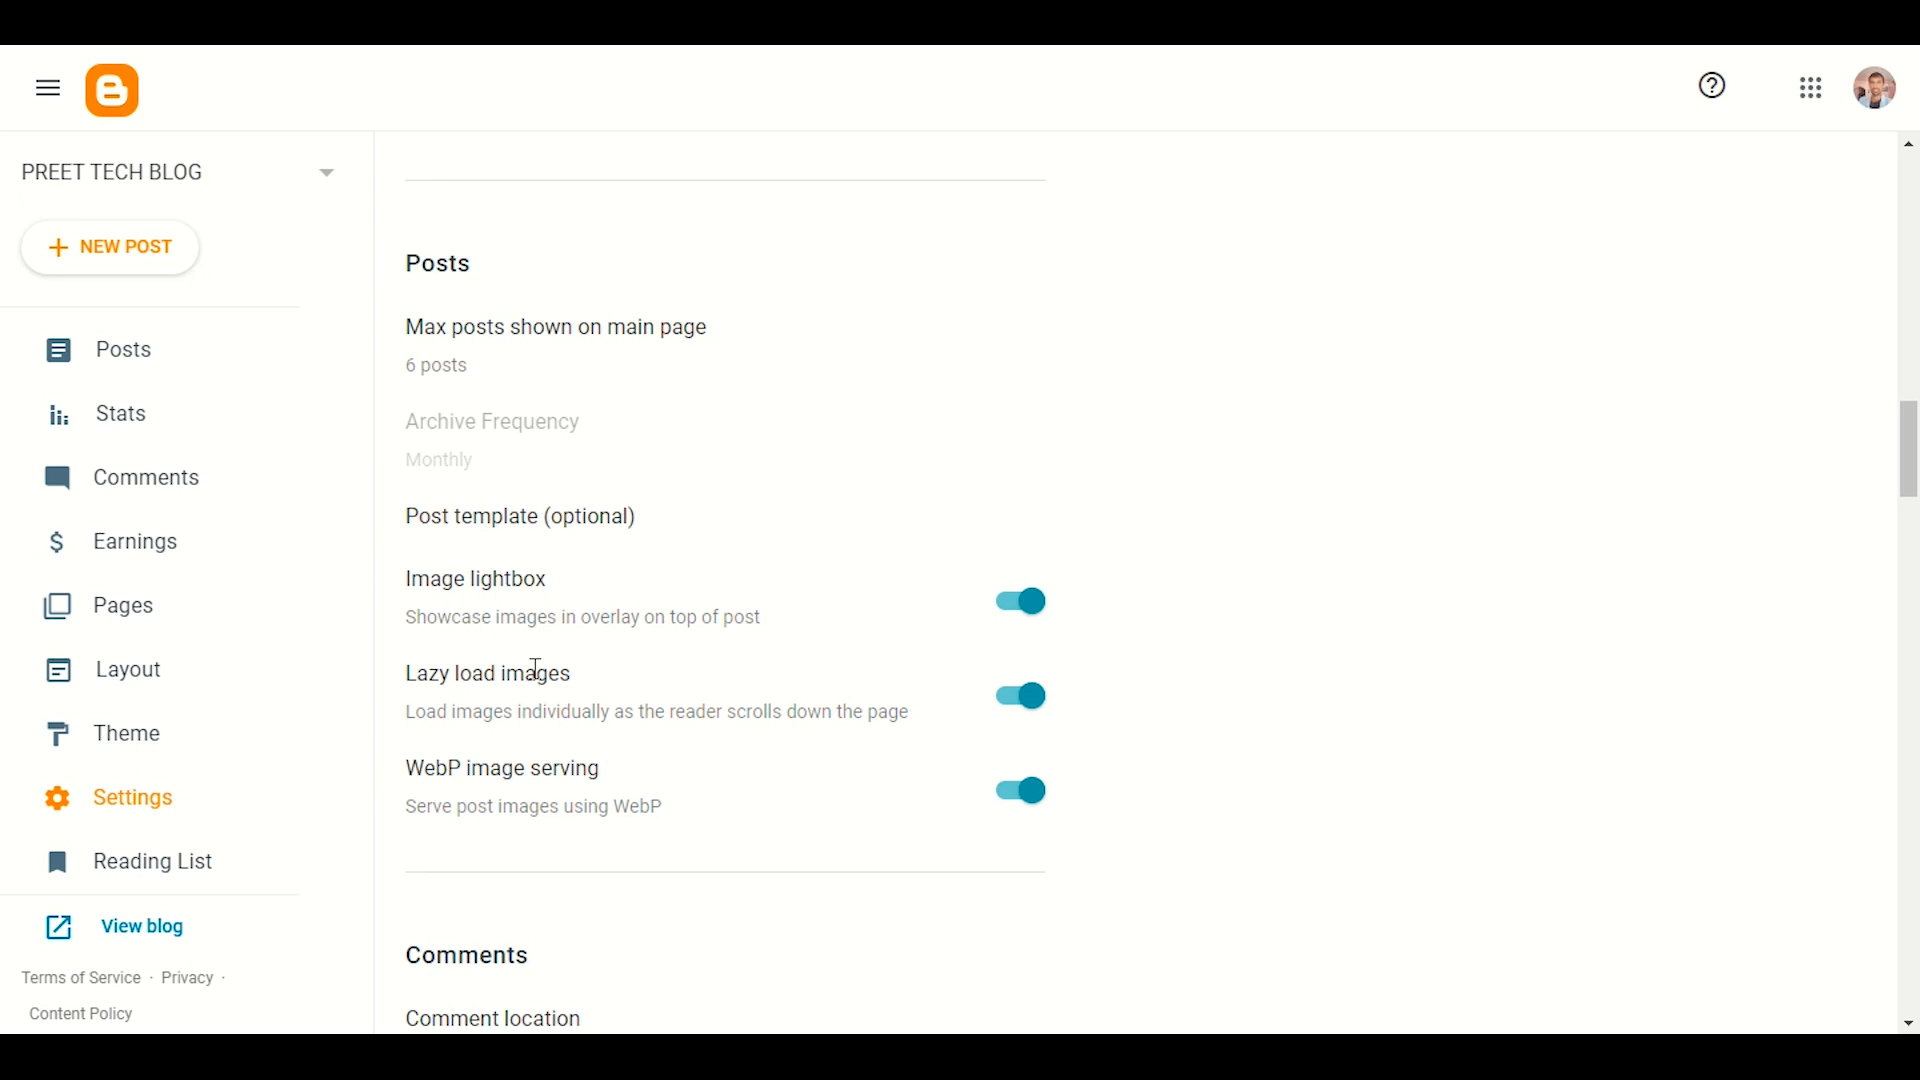 PREET TECH BLOG
NEW POST
Posts
Stats
Comments
Earnings
Pages
Layout
Theme
Settings
Reading List
View blog
Terms of Service · Privacy ·
Content Policy
Posts
Max posts shown on main page
6 posts
Archive Frequency
Monthly
Post template (optional)
Image lightbox
Showcase images in overlay on top of post
Lazy load images
Load images individually as the reader scrolls down the page
WebP image serving
Serve post images using WebP
Comments
Comment location